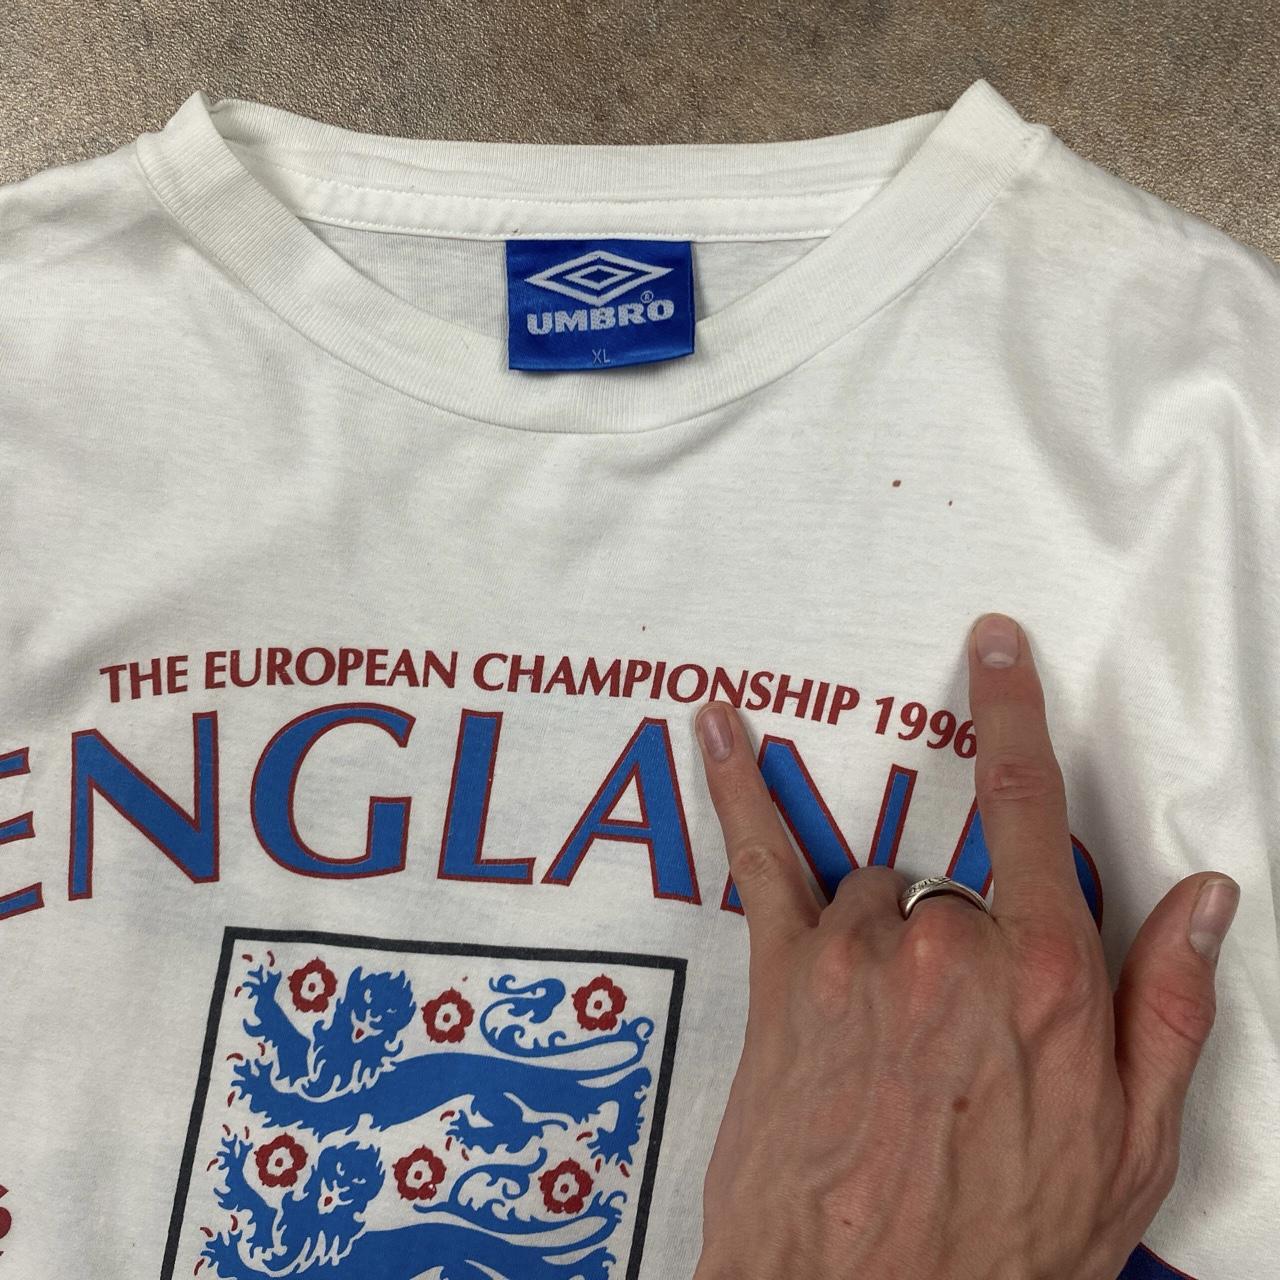 UMBRO®
XL
THE EUROPEAN CHAMPIONSHIP 1996
ENGLAND